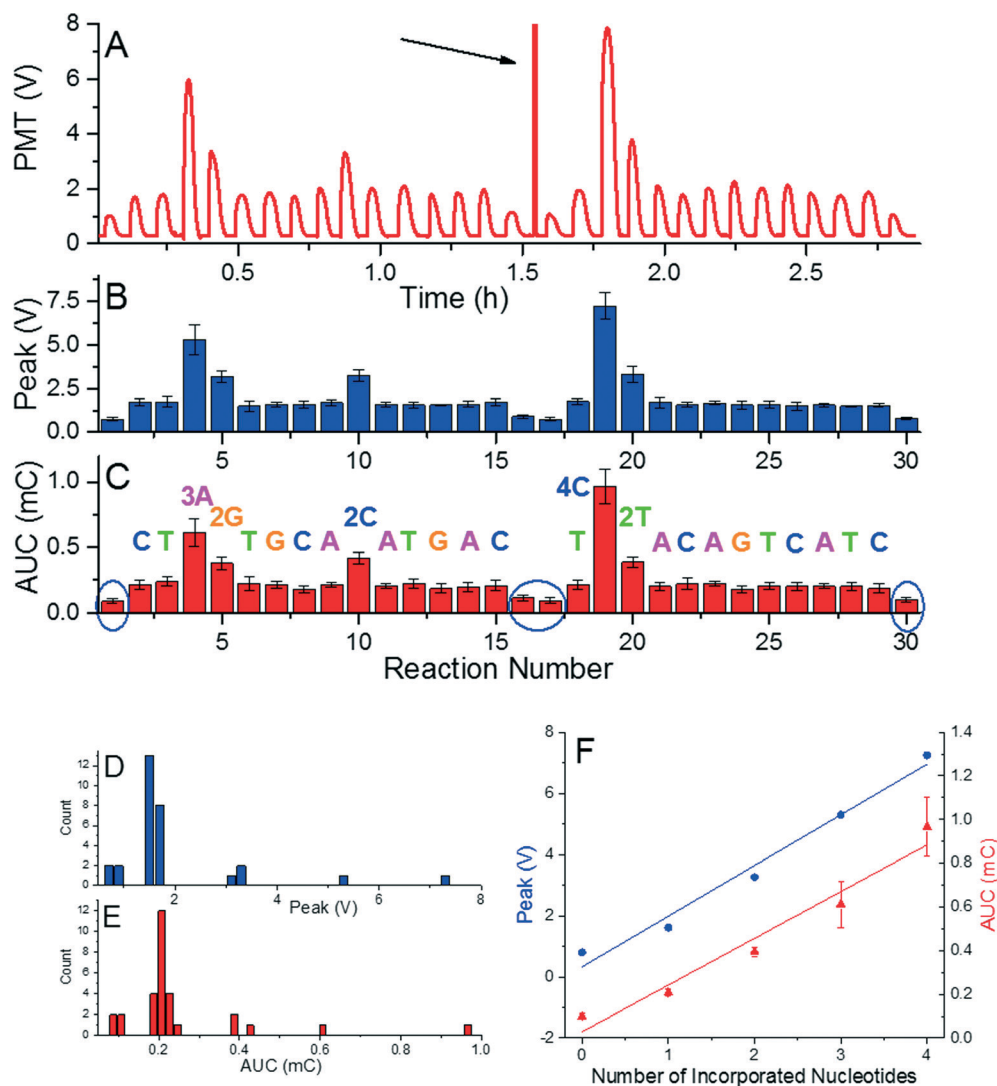 A
PMT (V)
8
6
4
2
0
0.5 1.0 1.5 2.0 2.5
Time (h)
B
Peak (V)
7.5
5.0
2.5
0.0
5 10 15 20 25 30
C
AUC (mC)
1.0
0.5
0.0
3A 4C
2G 2C 2T
C T T G C A A T G A C T A C A G T C A T C
5 10 15 20 25 30
Reaction Number
D
Count
12
10
8
6
4
2
0
2 4 6 8
Peak (V)
E
Count
12
10
8
6
4
2
0
0.2 0.4 0.6 0.8 1.0
AUC (mC)
F
Peak (V)
8
6
4
2
0
-2
1.4
1.2
1.0
0.8
0.6
0.4
0.2
0.0
AUC (mC)
0 1 2 3 4
Number of Incorporated Nucleotides